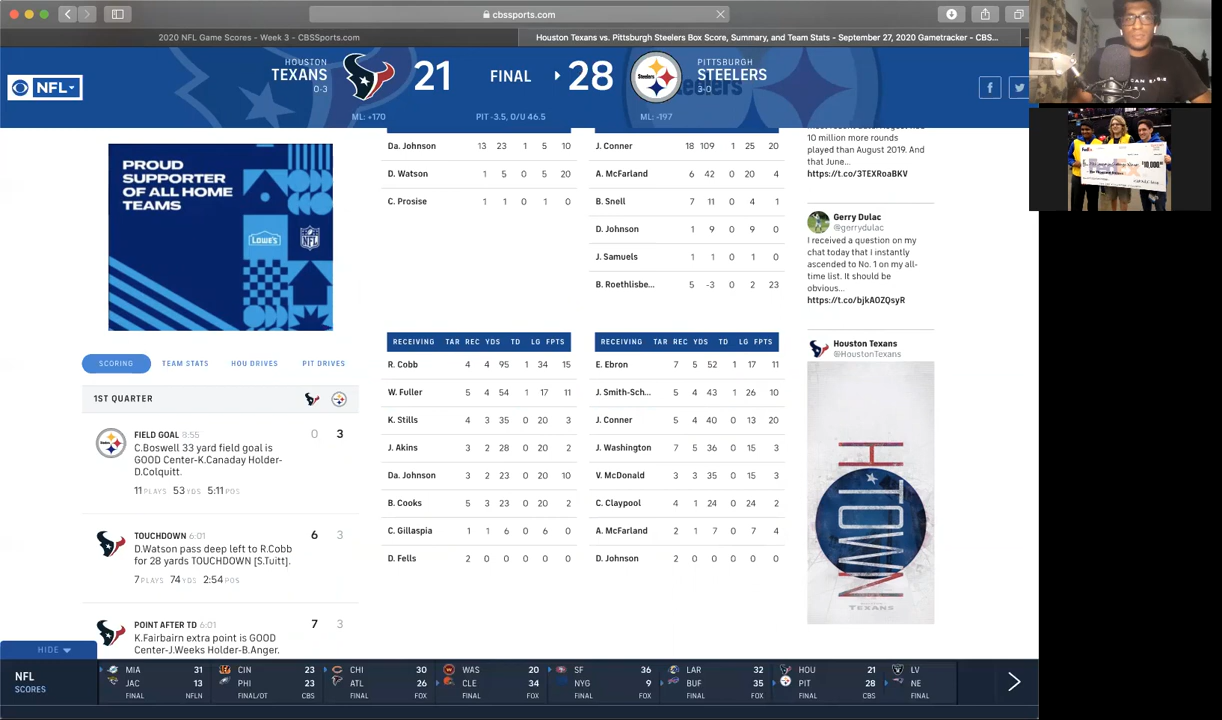 cbssports.com
2020 NFL Game Scores - Week 3 - CBSSports.com
Houston Texans vs. Pittsburgh Steelers Box Score, Summary, and Team Stats - September 27, 2020 Gametracker - CBS...
NFL
HOUSTON
TEXANS
0-3
21
FINAL
28
Steelers
PITTSBURGH
STEELERS
3-0
ML: +170
PIT -3.5, O/U 46.5
ML: -197
PROUD
SUPPORTER
OF ALL HOME
TEAMS
LOWE'S
NFL
Da. Johnson 13 23 1 5 10
D. Watson 1 5 0 5 20
C. Prosise 1 1 0 1 0
J. Conner 18 109 1 25 20
A. McFarland 6 42 0 20 4
B. Snell 7 11 0 4 1
D. Johnson 1 9 0 9 0
J. Samuels 1 1 0 1 0
B. Roethlisbe... 5 -3 0 2 23
10 million more rounds
played than August 2019. And
that June...
https://t.co/3TEXRoaBKV
Gerry Dulac
@gerrydulac
I received a question on my
chat today that I instantly
ascended to No. 1 on my all-
time list. It should be
obvious...
https://t.co/bjkAOZQsyR
Houston Texans
@HoustonTexans
H
TOWN
TEXANS
SCORING TEAM STATS HOU DRIVES PIT DRIVES
1ST QUARTER
FIELD GOAL 8:55
0 3
C.Boswell 33 yard field goal is
GOOD Center-K.Canaday Holder-
D.Colquitt.
11 PLAYS 53 YDS 5:11 POS
TOUCHDOWN 6:01
6 3
D.Watson pass deep left to R.Cobb
for 28 yards TOUCHDOWN [S.Tuitt].
7 PLAYS 74 YDS 2:54 POS
POINT AFTER TD 6:01
7 3
K.Fairbairn extra point is GOOD
Center-J.Weeks Holder-B.Anger.
RECEIVING TAR REC YDS TD LG FPTS
R. Cobb 4 4 95 1 34 15
W. Fuller 5 4 54 1 17 11
K. Stills 4 3 35 0 20 3
J. Akins 3 2 28 0 20 2
Da. Johnson 3 2 23 0 20 10
B. Cooks 5 3 23 0 20 2
C. Gillaspia 1 1 6 0 6 0
D. Fells 2 0 0 0 0 0
RECEIVING TAR REC YDS TD LG FPTS
E. Ebron 7 5 52 1 17 11
J. Smith-Sch... 5 4 43 1 26 10
J. Conner 5 4 40 0 13 20
J. Washington 7 5 36 0 15 3
V. McDonald 3 3 35 0 15 3
C. Claypool 4 1 24 0 24 2
A. McFarland 2 1 7 0 7 4
D. Johnson 2 0 0 0 0 0
HIDE
NFL
SCORES
MIA 31
JAC 13
FINAL NFLN
CIN 23
PHI 23
FINAL/OT CBS
CHI 30
ATL 26
FINAL FOX
WAS 20
CLE 34
FINAL FOX
SF 36
NYG 9
FINAL FOX
LAR 32
BUF 35
FINAL FOX
HOU 21
PIT 28
FINAL CBS
LV
NE
FINAL
FedEx